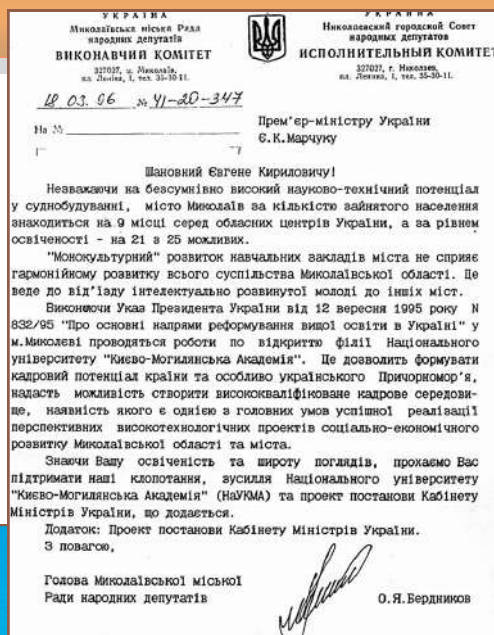 УКРАЇНА
Миколаївська міська Рада
народних депутатів
ВИКОНАВЧИЙ КОМІТЕТ
327027, м. Миколаїв,
пл. Леніна, 1, тел. 35-30-11.
УКРАИНА
Николаевский городской Совет
народных депутатов
ИСПОЛНИТЕЛЬНЫЙ КОМИТЕТ
327027, г. Николаев,
пл. Ленина, 1, тел. 35-30-11.
18.03.96 № 41-20-347
На №
Прем'єр-міністру України
Є.К.Марчуку
Шановний Євгене Кириловичу!
Незважаючи на безсумнівно високий науково-технічний потенціал
у суднобудуванні, місто Миколаїв за кількістю зайнятого населення
знаходиться на 9 місці серед обласних центрів України, а за рівнем
освіченості - на 21 з 25 можливих.
"Монокультурний" розвиток навчальних закладів міста не сприяє
гармонійному розвитку всього суспільства Миколаївської області. Це
веде до від'їзду інтелектуально розвинутої молоді до інших міст.
Виконуючи Указ Президента України від 12 вересня 1995 року N
832/95 "Про основні напрями реформування вищої освіти в Україні" у
м.Миколєві проводяться роботи по відкриттю філії Національного
університету "Києво-Могилянська Академія". Це дозволить формувати
кадровий потенціал країни та особливо українського Причорномор'я,
надасть можливість створити висококваліфіковане кадрове середови-
ще, наявність якого є однією з головних умов успішної реалізації
перспективних високотехнологічних проектів соціально-економічного
розвитку Миколаївської області та міста.
Знаючи Вашу освіченість та широту поглядів, прохаємо Вас
підтримати наші клопотання, зусилля Національного університету
"Києво-Могилянська Академія" (НаУКМА) та проект постанови Кабінету
Міністрів України, що додається.
Додаток: Проект постанови Кабінету Міністрів України.
З повагою,
Голова Миколаївської міської
Ради народних депутатів
О.Я.Бердников